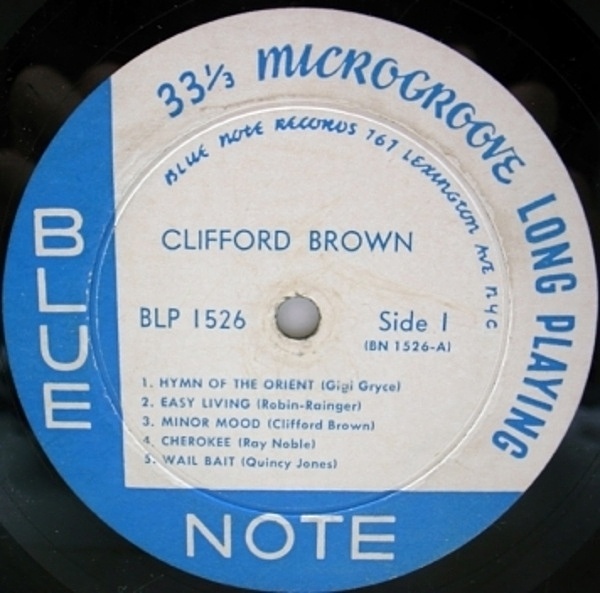 33⅓ MICROGROOVE LONG PLAYING
BLUE NOTE RECORDS 767 LEXINGTON AVE NYC
CLIFFORD BROWN
BLP 1526
Side 1
(BN 1526-A)
1. HYMN OF THE ORIENT (Gigi Gryce)
2. EASY LIVING (Robin-Rainger)
3. MINOR MOOD (Clifford Brown)
4. CHEROKEE (Ray Noble)
5. WAIL BAIT (Quincy Jones)
BLUE
NOTE